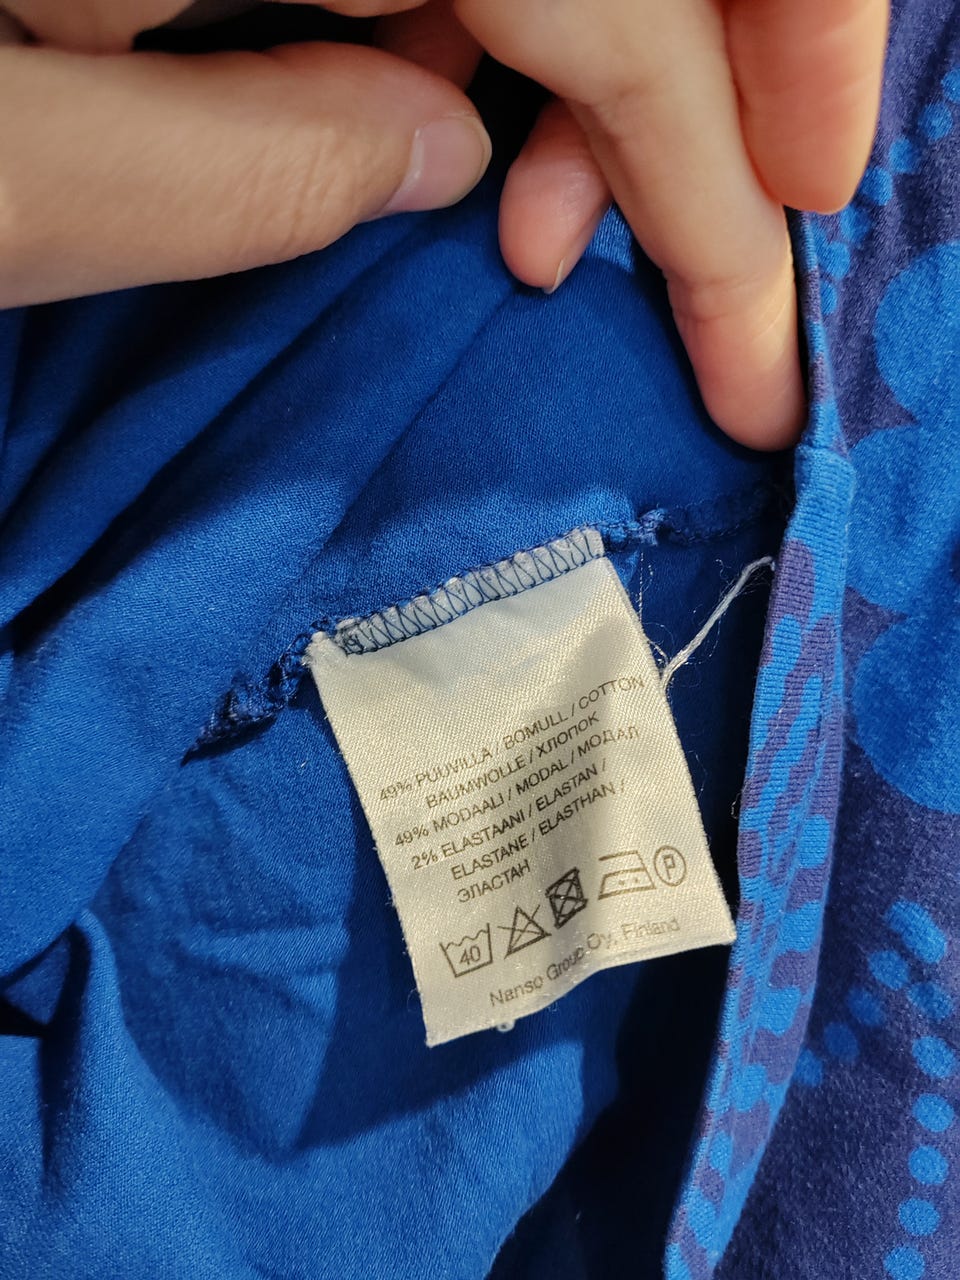 49% PUUVILLA / BOMULL / COTTON
BAUMWOLLE / ХЛОПОК
49% MODAALI / MODAL / МОДАЛ
2% ELASTAANI / ELASTAN /
ELASTANE / ELASTHAN /
ЭЛАСТАН
40 P
Nanso Group Oy, Finland